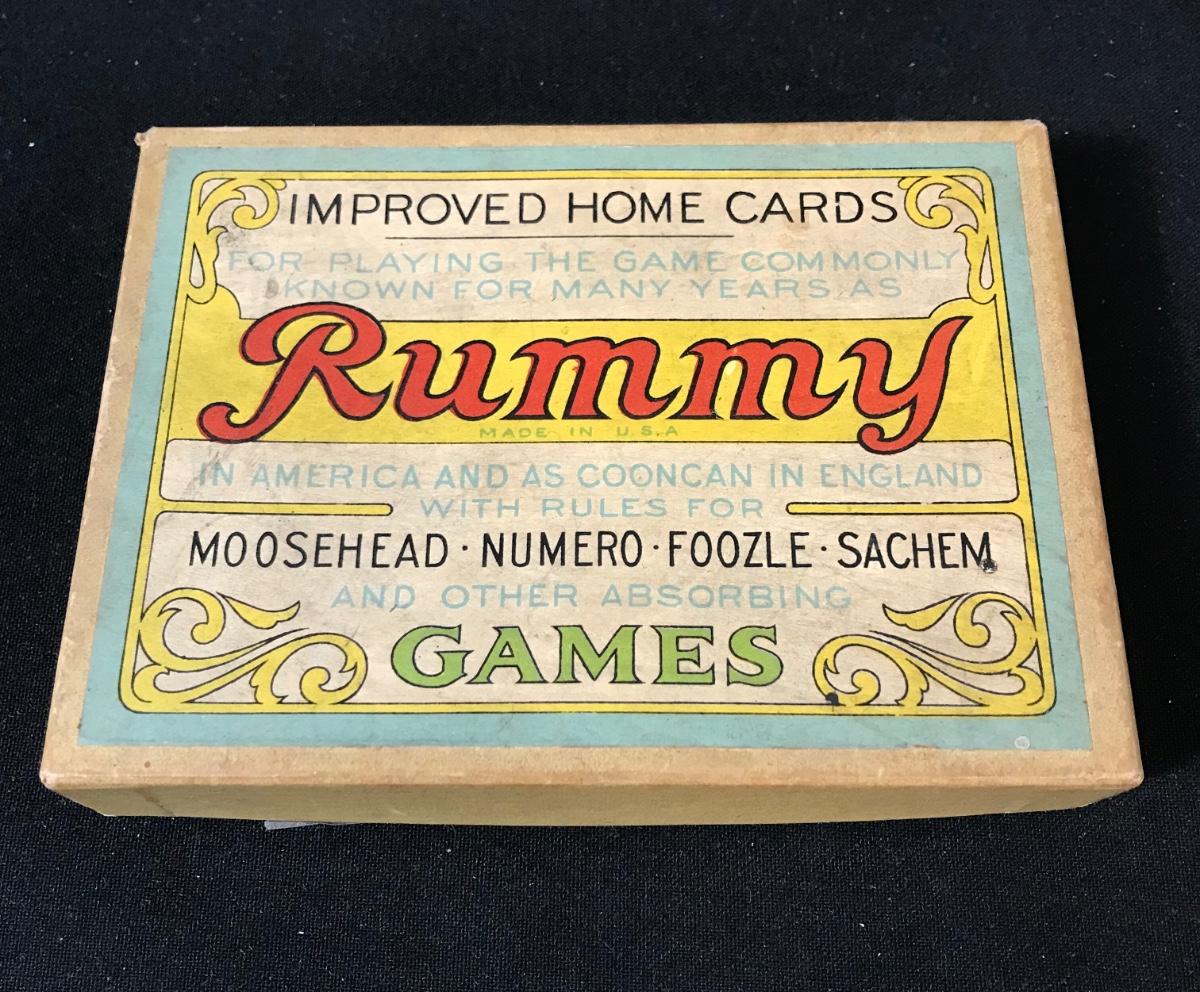 IMPROVED HOME CARDS
FOR PLAYING THE GAME COMMONLY
KNOWN FOR MANY YEARS AS
Rummy
MADE IN U.S.A
IN AMERICA AND AS COONCAN IN ENGLAND
WITH RULES FOR
MOOSEHEAD · NUMERO · FOOZLE · SACHEM
AND OTHER ABSORBING
GAMES